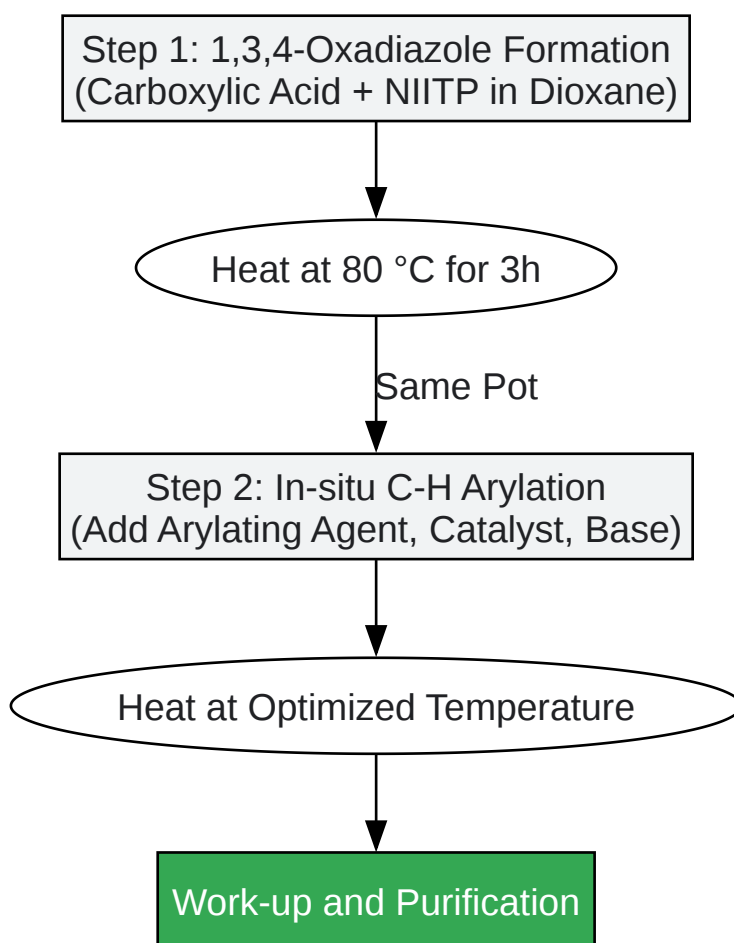 Step 1: 1,3,4-Oxadiazole Formation
(Carboxylic Acid + NIITP in Dioxane)
Heat at 80 °C for 3h
Same Pot
Step 2: In-situ C-H Arylation
(Add Arylating Agent, Catalyst, Base)
Heat at Optimized Temperature
Work-up and Purification